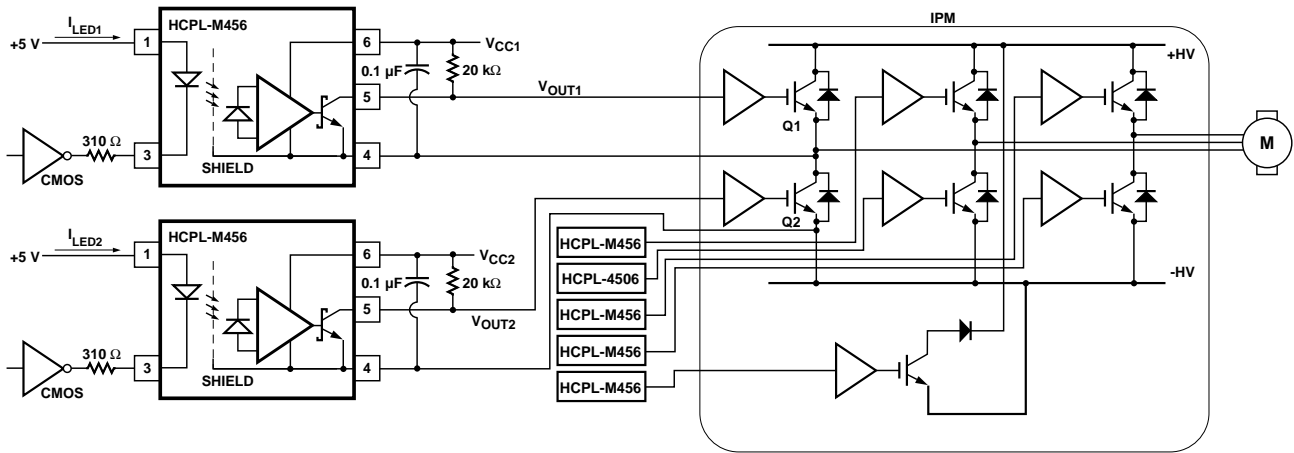 IPM
HCPL-M456
I_LED1
+5 V
1
6
V_CC1
0.1 µF
20 kΩ
5
V_OUT1
+HV
Q1
M
310 Ω
3
4
CMOS
SHIELD
HCPL-M456
I_LED2
+5 V
1
6
V_CC2
0.1 µF
20 kΩ
5
V_OUT2
Q2
HCPL-M456
HCPL-4506
HCPL-M456
HCPL-M456
HCPL-M456
-HV
310 Ω
3
4
CMOS
SHIELD